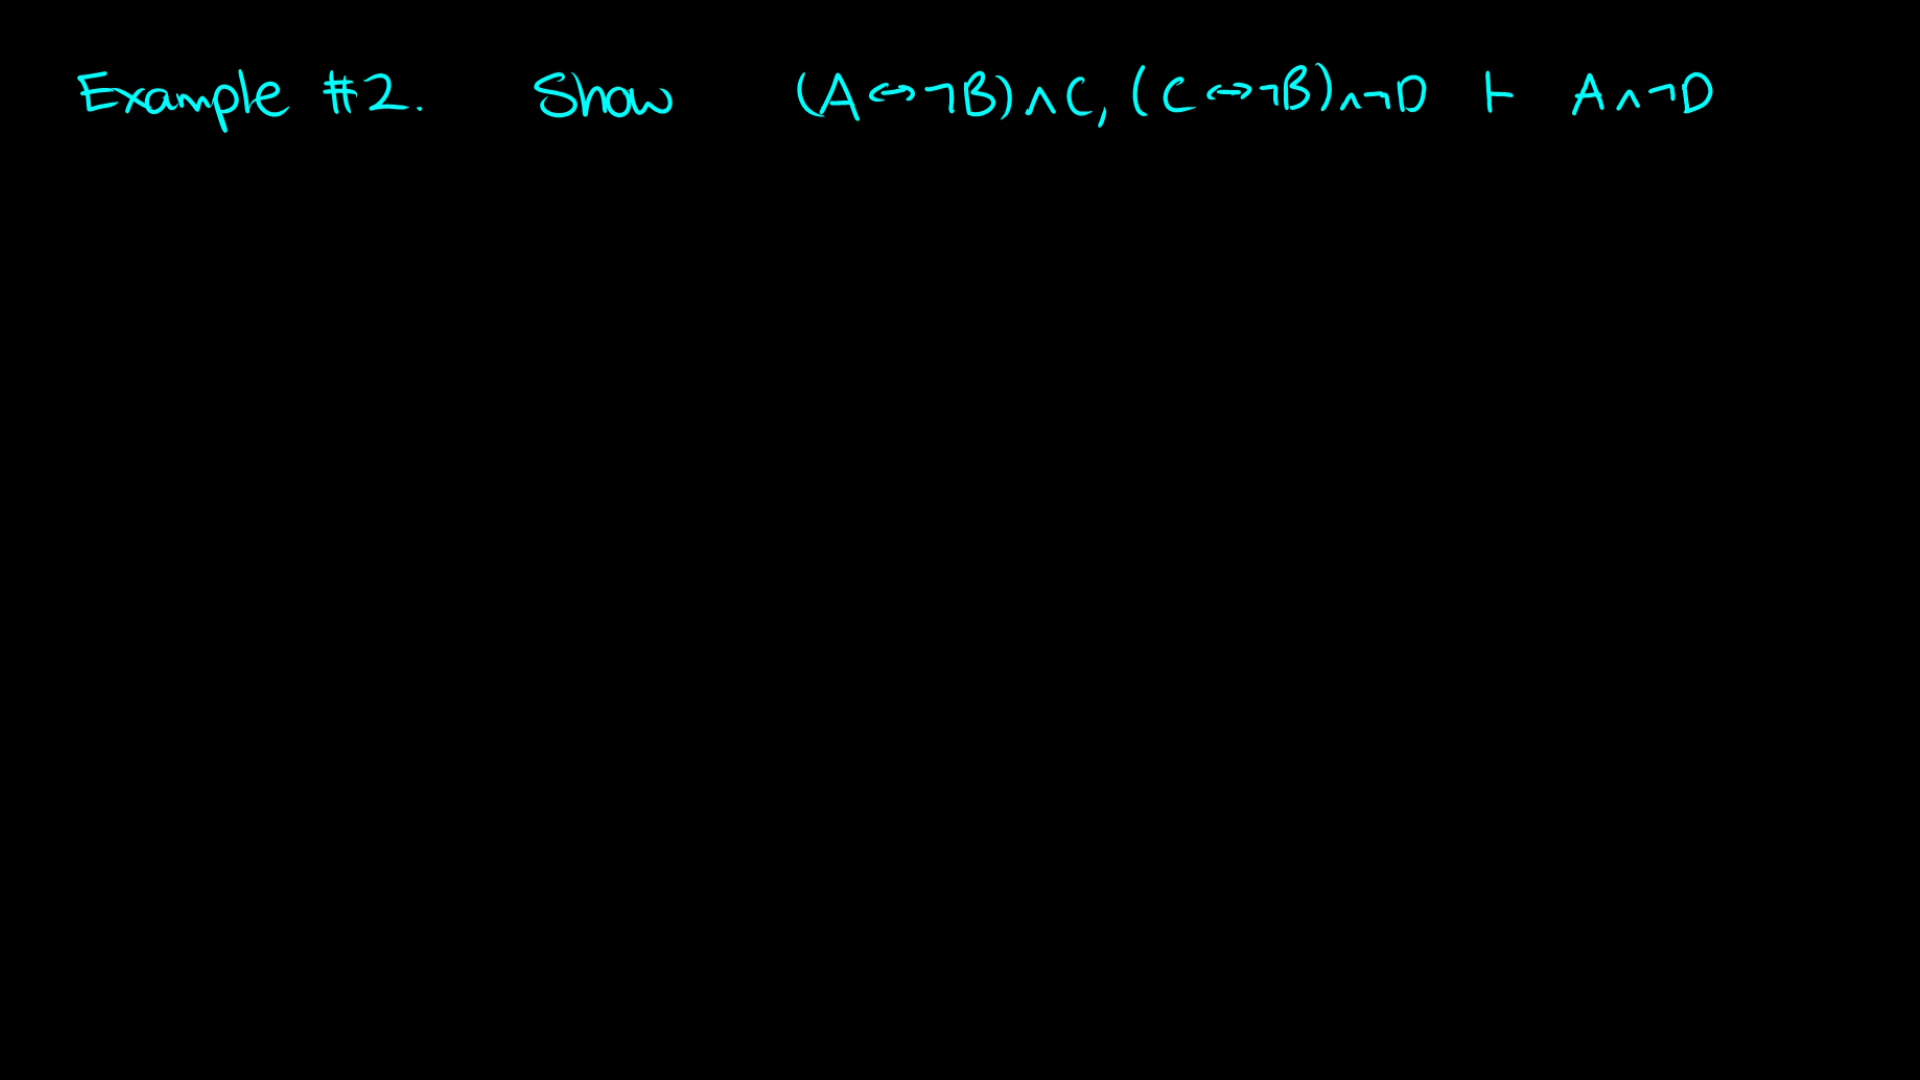 Example #2. Show (A↔¬B)∧C, (C↔¬B)∧¬D ⊢ A∧¬D